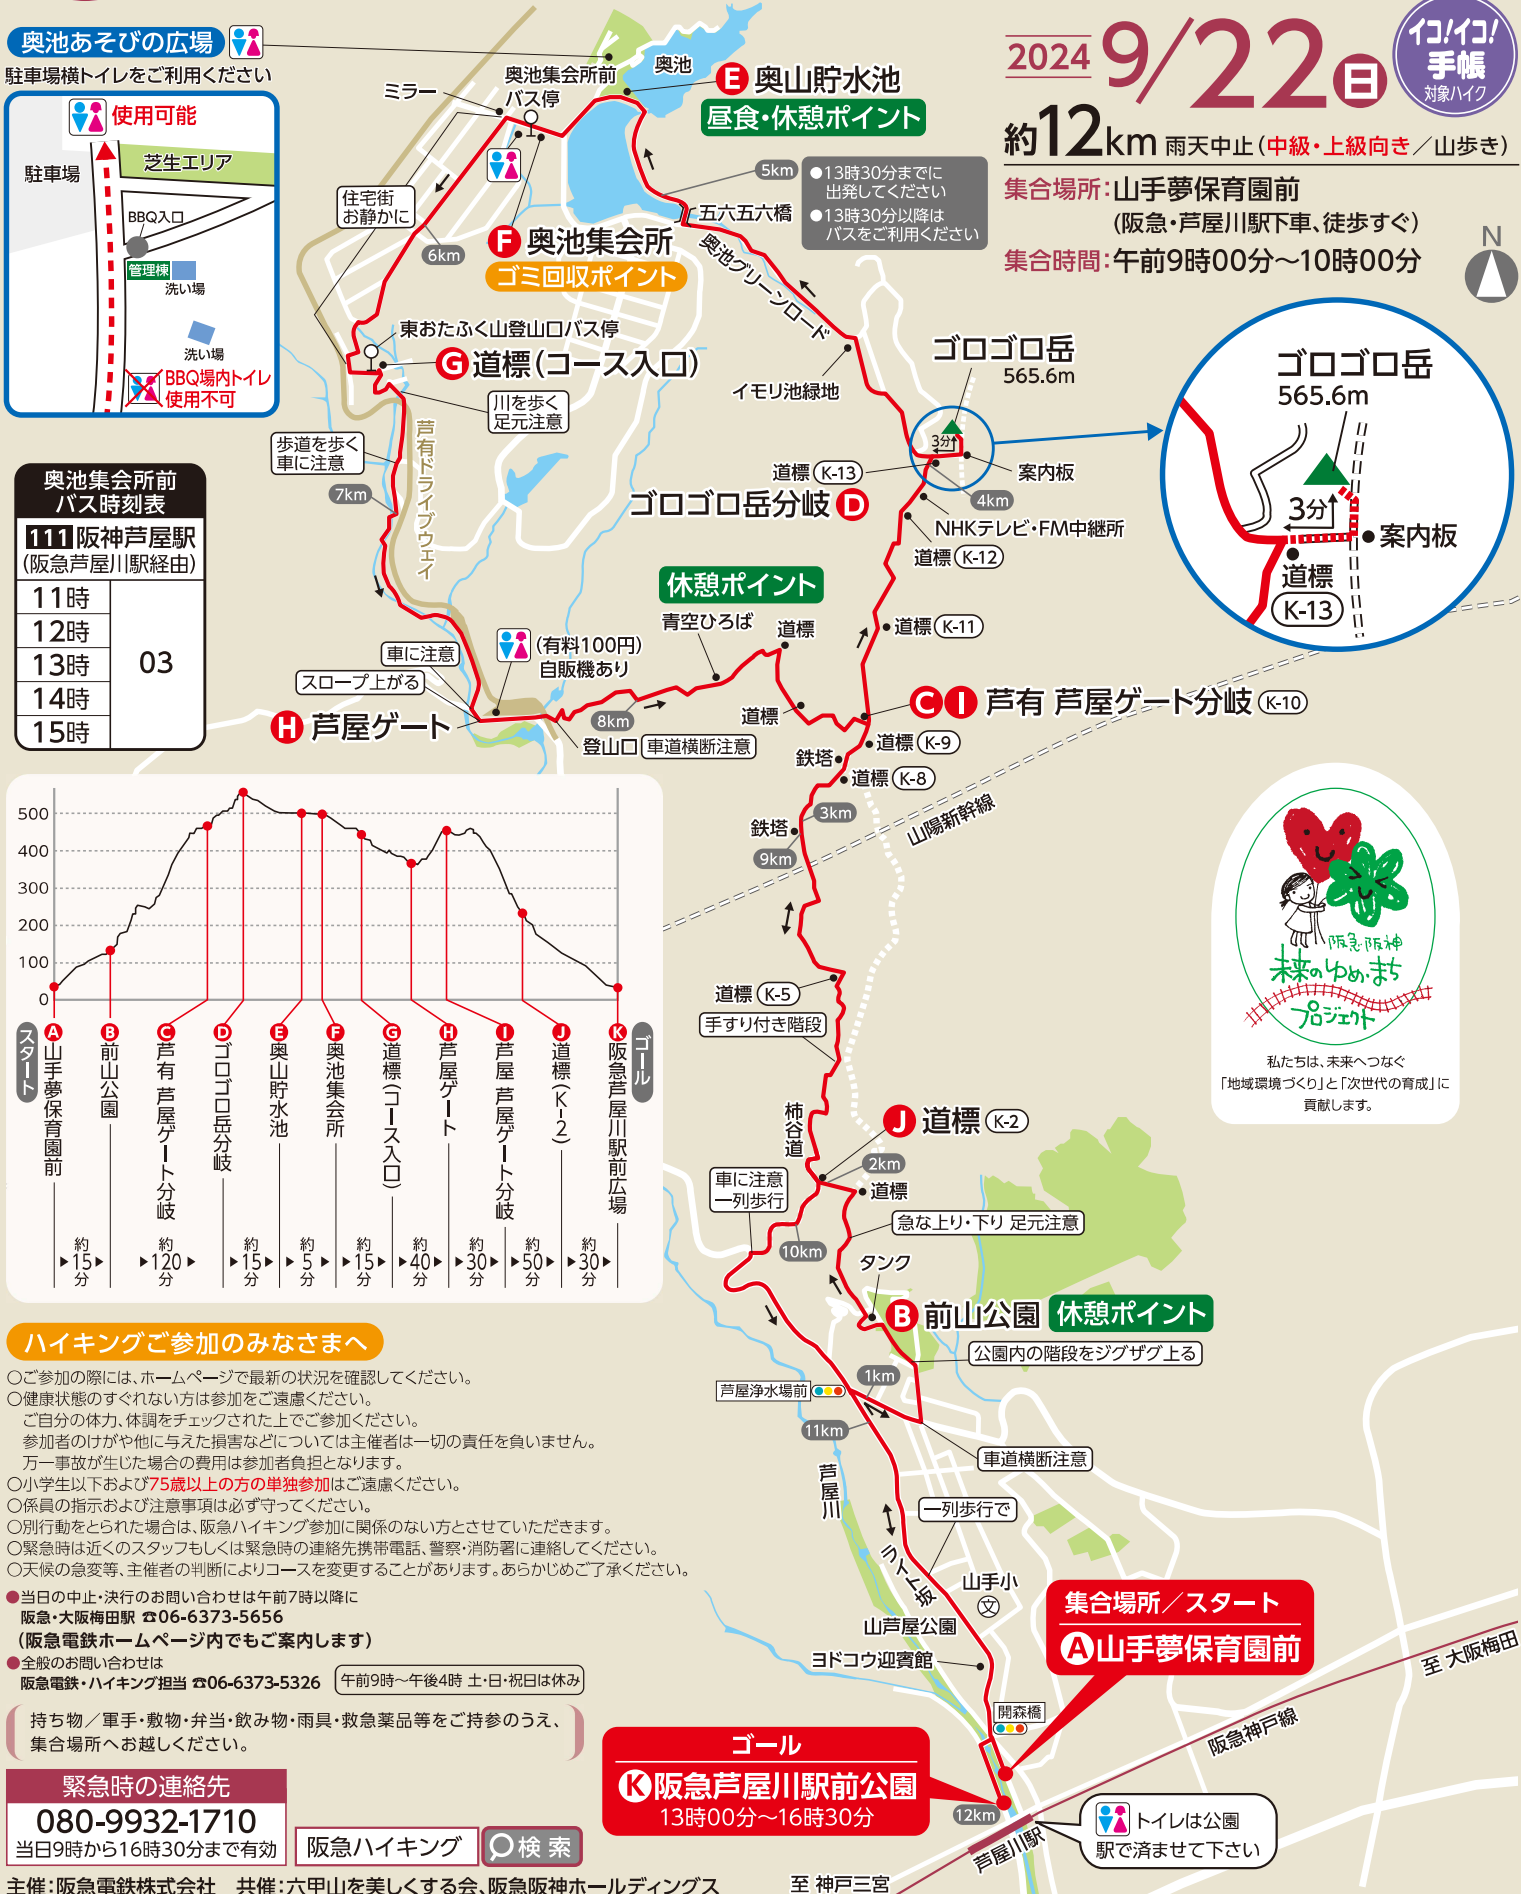 奥池あそびの広場
駐車場横トイレをご利用ください
使用可能
駐車場
芝生エリア
BBQ入口
管理棟
洗い場
洗い場
BBQ場内トイレ
使用不可
奥池集会所前
バス時刻表
111 阪神芦屋駅
(阪急芦屋川駅経由)
11時
12時
13時
14時
15時
03
2024 9/22 日
イコ!イコ!
手帳
対象ハイク
約12km 雨天中止(中級・上級向き/山歩き)
集合場所:山手夢保育園前
(阪急・芦屋川駅下車、徒歩すぐ)
集合時間:午前9時00分~10時00分
N
奥池
E 奥山貯水池
昼食・休憩ポイント
●13時30分までに
出発してください
●13時30分以降は
バスをご利用ください
奥池集会所前
バス停
ミラー
住宅街
お静かに
5km
五六五六橋
奥池グリーンロード
6km
F 奥池集会所
ゴミ回収ポイント
東おたふく山登山口バス停
G 道標(コース入口)
川を歩く
足元注意
歩道を歩く
車に注意
7km
芦有ドライブウェイ
イモリ池緑地
ゴロゴロ岳
565.6m
3分
道標 K-13
案内板
ゴロゴロ岳分岐 D
4km
NHKテレビ・FM中継所
道標 K-12
ゴロゴロ岳
565.6m
3分
案内板
道標
K-13
休憩ポイント
青空ひろば
道標
道標 K-11
車に注意
(有料100円)
自販機あり
スロープ上がる
H 芦屋ゲート
8km
登山口 車道横断注意
道標
C I 芦有 芦屋ゲート分岐 K-10
道標 K-9
鉄塔
道標 K-8
3km
鉄塔
9km
山陽新幹線
道標 K-5
手すり付き階段
柿谷道
J 道標 K-2
2km
車に注意
一列歩行
道標
急な上り・下り 足元注意
10km
タンク
B 前山公園 休憩ポイント
公園内の階段をジグザグ上る
1km
芦屋浄水場前
11km
車道横断注意
芦屋川
一列歩行で
ライト坂
山手小
文
山芦屋公園
ヨドコウ迎賓館
開森橋
集合場所/スタート
A 山手夢保育園前
至 大阪梅田
阪急神戸線
ゴール
K 阪急芦屋川駅前公園
13時00分~16時30分
12km
芦屋川駅
トイレは公園
駅で済ませて下さい
至 神戸三宮
阪急阪神
未来のゆめ・まち
プロジェクト
私たちは、未来へつなぐ
「地域環境づくり」と「次世代の育成」に
貢献します。
500
400
300
200
100
0
スタート
A 山手夢保育園前
B 前山公園
C 芦有 芦屋ゲート分岐
D ゴロゴロ岳分岐
E 奥山貯水池
F 奥池集会所
G 道標(コース入口)
H 芦屋ゲート
I 芦屋 芦屋ゲート分岐
J 道標(K-2)
K 阪急芦屋川駅前広場
ゴール
約15分
約120分
約15分
約5分
約15分
約40分
約30分
約50分
約30分
ハイキングご参加のみなさまへ
○ご参加の際には、ホームページで最新の状況を確認してください。
○健康状態のすぐれない方は参加をご遠慮ください。
ご自分の体力、体調をチェックされた上でご参加ください。
参加者のけがや他に与えた損害などについては主催者は一切の責任を負いません。
万一事故が生じた場合の費用は参加者負担となります。
○小学生以下および75歳以上の方の単独参加はご遠慮ください。
○係員の指示および注意事項は必ず守ってください。
○別行動をとられた場合は、阪急ハイキング参加に関係のない方とさせていただきます。
○緊急時は近くのスタッフもしくは緊急時の連絡先携帯電話、警察・消防署に連絡してください。
○天候の急変等、主催者の判断によりコースを変更することがあります。あらかじめご了承ください。
●当日の中止・決行のお問い合わせは午前7時以降に
阪急・大阪梅田駅 ☎06-6373-5656
(阪急電鉄ホームページ内でもご案内します)
●全般のお問い合わせは
阪急電鉄・ハイキング担当 ☎06-6373-5326 午前9時~午後4時 土・日・祝日は休み
持ち物/軍手・敷物・弁当・飲み物・雨具・救急薬品等をご持参のうえ、
集合場所へお越しください。
緊急時の連絡先
080-9932-1710
当日9時から16時30分まで有効
阪急ハイキング 検索
主催:阪急電鉄株式会社 共催:六甲山を美しくする会、阪急阪神ホールディングス